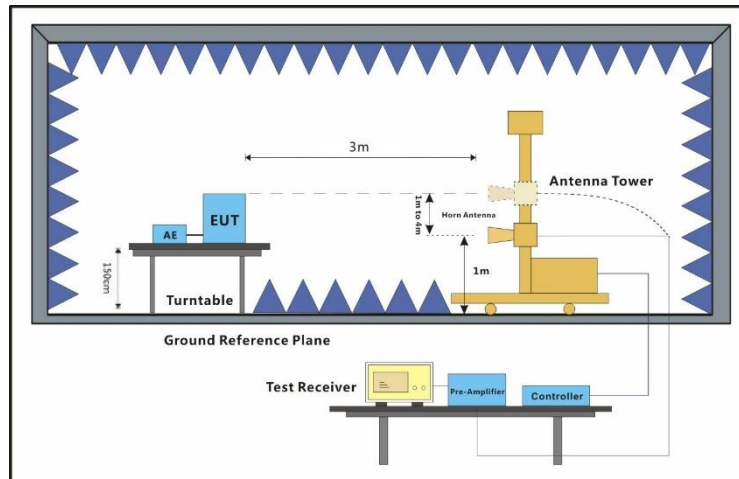 3m
Antenna Tower
1m to 4m
Horn Antenna
EUT
AE
150cm
1m
Turntable
Ground Reference Plane
Test Receiver
Pre-Amplifier
Controller